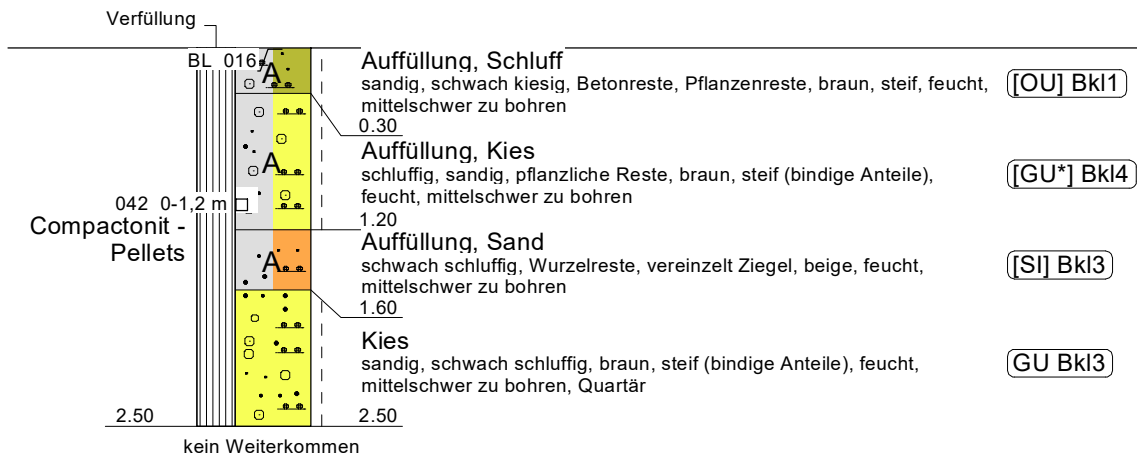 Verfüllung
BL 016
A
Auffüllung, Schluff
sandig, schwach kiesig, Betonreste, Pflanzenreste, braun, steif, feucht,
mittelschwer zu bohren
[OU] Bkl1
0.30
A
Auffüllung, Kies
schluffig, sandig, pflanzliche Reste, braun, steif (bindige Anteile),
feucht, mittelschwer zu bohren
[GU*] Bkl4
042 0-1,2 m
1.20
Compactonit -
Pellets
A
Auffüllung, Sand
schwach schluffig, Wurzelreste, vereinzelt Ziegel, beige, feucht,
mittelschwer zu bohren
[SI] Bkl3
1.60
Kies
sandig, schwach schluffig, braun, steif (bindige Anteile), feucht,
mittelschwer zu bohren, Quartär
GU Bkl3
2.50
2.50
kein Weiterkommen